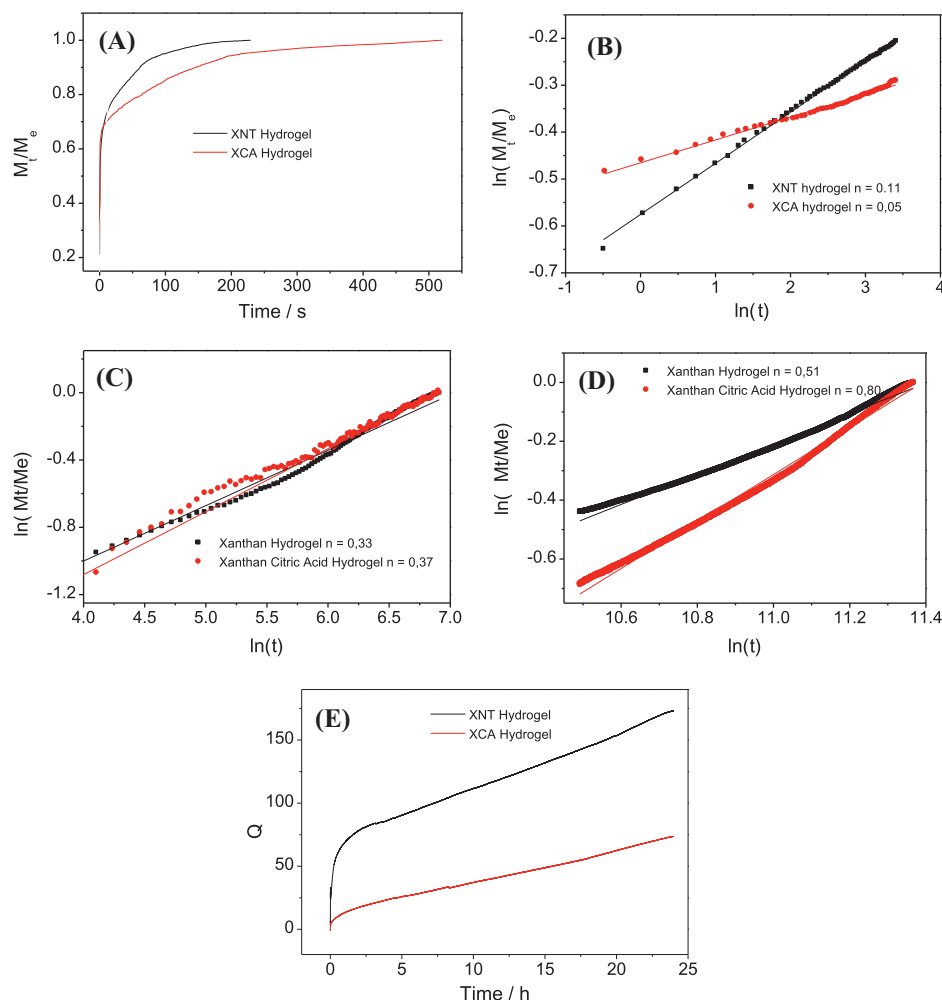 (A)
1.0
0.8
0.6
0.4
0.2
Mt/Me
XNT Hydrogel
XCA Hydrogel
0 100 200 300 400 500
Time / s
(B)
-0.2
-0.3
-0.4
-0.5
-0.6
-0.7
ln(Mt/Me)
XNT hydrogel n = 0.11
XCA hydrogel n = 0,05
-1 0 1 2 3 4
ln(t)
(C)
0.0
-0.4
-0.8
-1.2
ln(Mt/Me)
Xanthan Hydrogel n = 0,33
Xanthan Citric Acid Hydrogel n = 0,37
4.0 4.5 5.0 5.5 6.0 6.5 7.0
ln(t)
(D)
Xanthan Hydrogel n = 0,51
Xanthan Citric Acid Hydrogel n = 0,80
0.0
-0.2
-0.4
-0.6
ln( Mt/Me)
10.6 10.8 11.0 11.2 11.4
ln(t)
(E)
XNT Hydrogel
XCA Hydrogel
150
100
50
0
Q
0 5 10 15 20 25
Time / h